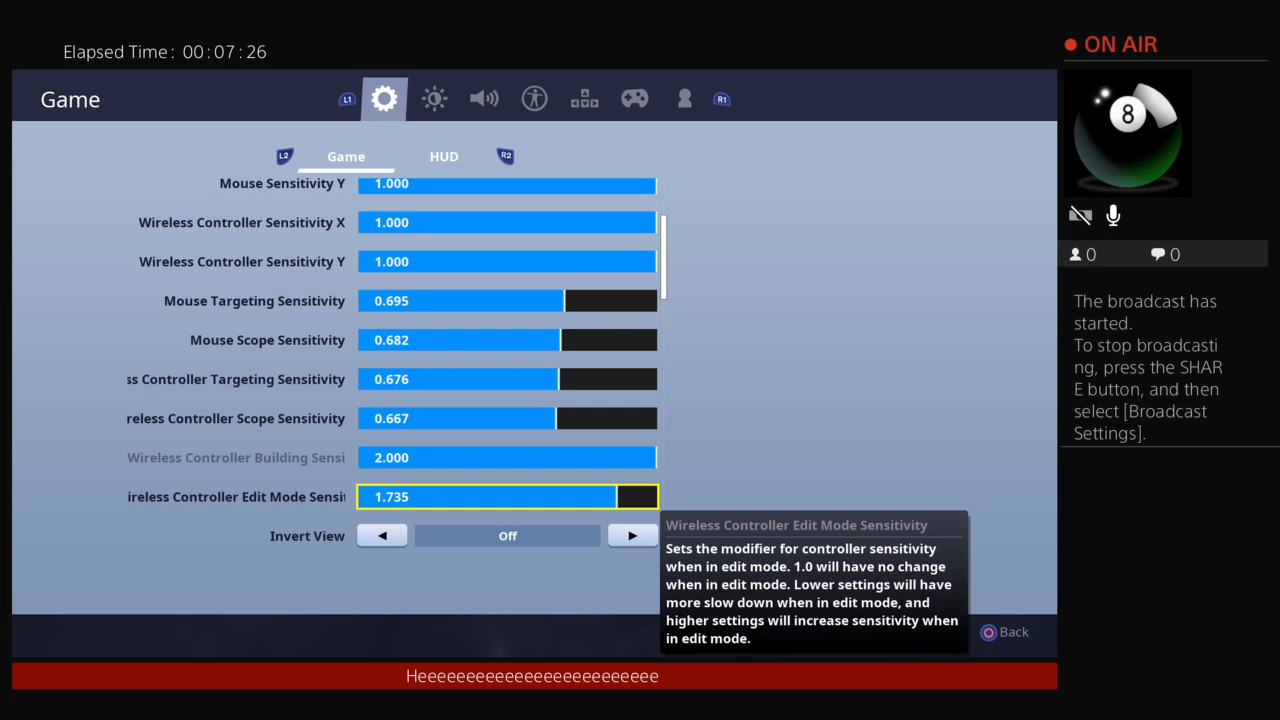 Elapsed Time: 00:07:26
ON AIR
Game
L1
R1
8
L2
Game
HUD
R2
Mouse Sensitivity Y
1.000
Wireless Controller Sensitivity X
1.000
Wireless Controller Sensitivity Y
1.000
Mouse Targeting Sensitivity
0.695
Mouse Scope Sensitivity
0.682
ss Controller Targeting Sensitivity
0.676
reless Controller Scope Sensitivity
0.667
Wireless Controller Building Sensi
2.000
ireless Controller Edit Mode Sensit
1.735
Invert View
Off
Wireless Controller Edit Mode Sensitivity
Sets the modifier for controller sensitivity
when in edit mode. 1.0 will have no change
when in edit mode. Lower settings will have
more slow down when in edit mode, and
higher settings will increase sensitivity when
in edit mode.
Back
0
0
The broadcast has
started.
To stop broadcasti
ng, press the SHAR
E button, and then
select [Broadcast
Settings].
Heeeeeeeeeeeeeeeeeeeeeeeee